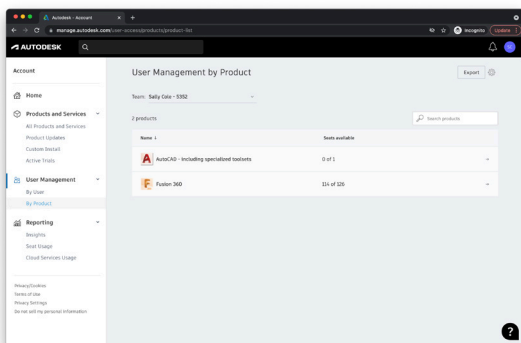 Autodesk - Account
manage.autodesk.com/user-access/products/product-list
Incognito
Update
AUTODESK
Account
User Management by Product
Export
Home
Team: Sally Cole - 5352
Products and Services
All Products and Services
Product Updates
Custom Install
Active Trials
2 products
Search products
Name ↓
Seats available
AutoCAD - including specialized toolsets
0 of 1
User Management
By User
By Product
Fusion 360
114 of 126
Reporting
Insights
Seat Usage
Cloud Services Usage
Privacy/Cookies
Terms of Use
Privacy Settings
Do not sell my personal information
?